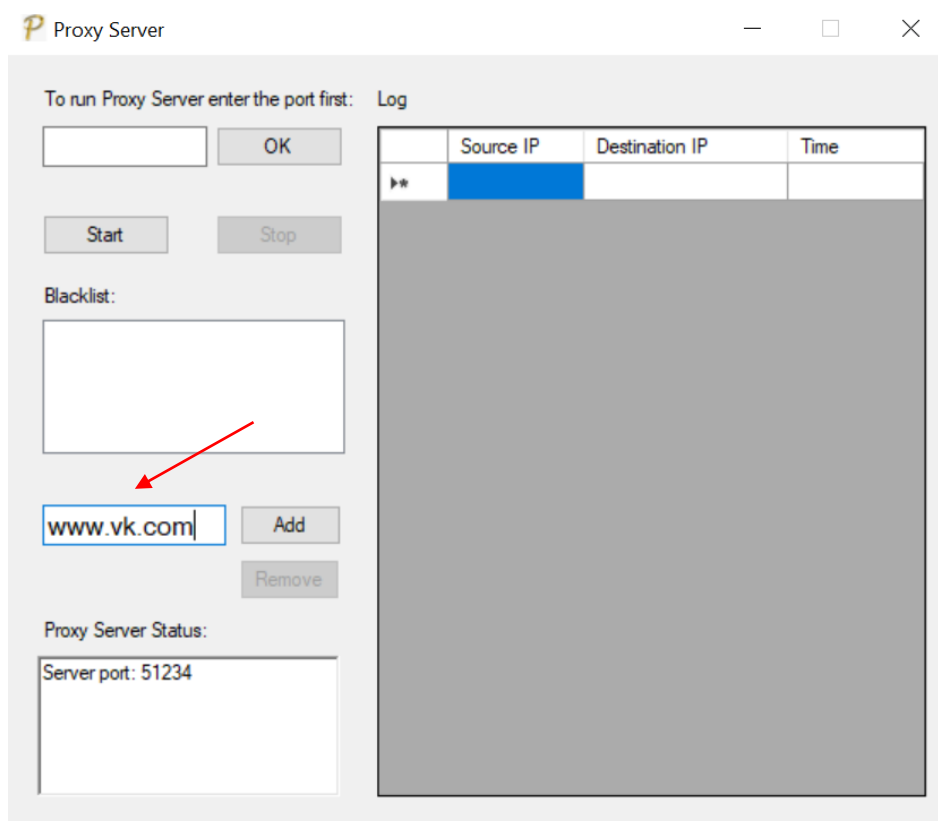 Proxy Server
To run Proxy Server enter the port first:
OK
Start
Stop
Blacklist:
www.vk.com
Add
Remove
Proxy Server Status:
Server port: 51234
Log
Source IP Destination IP Time